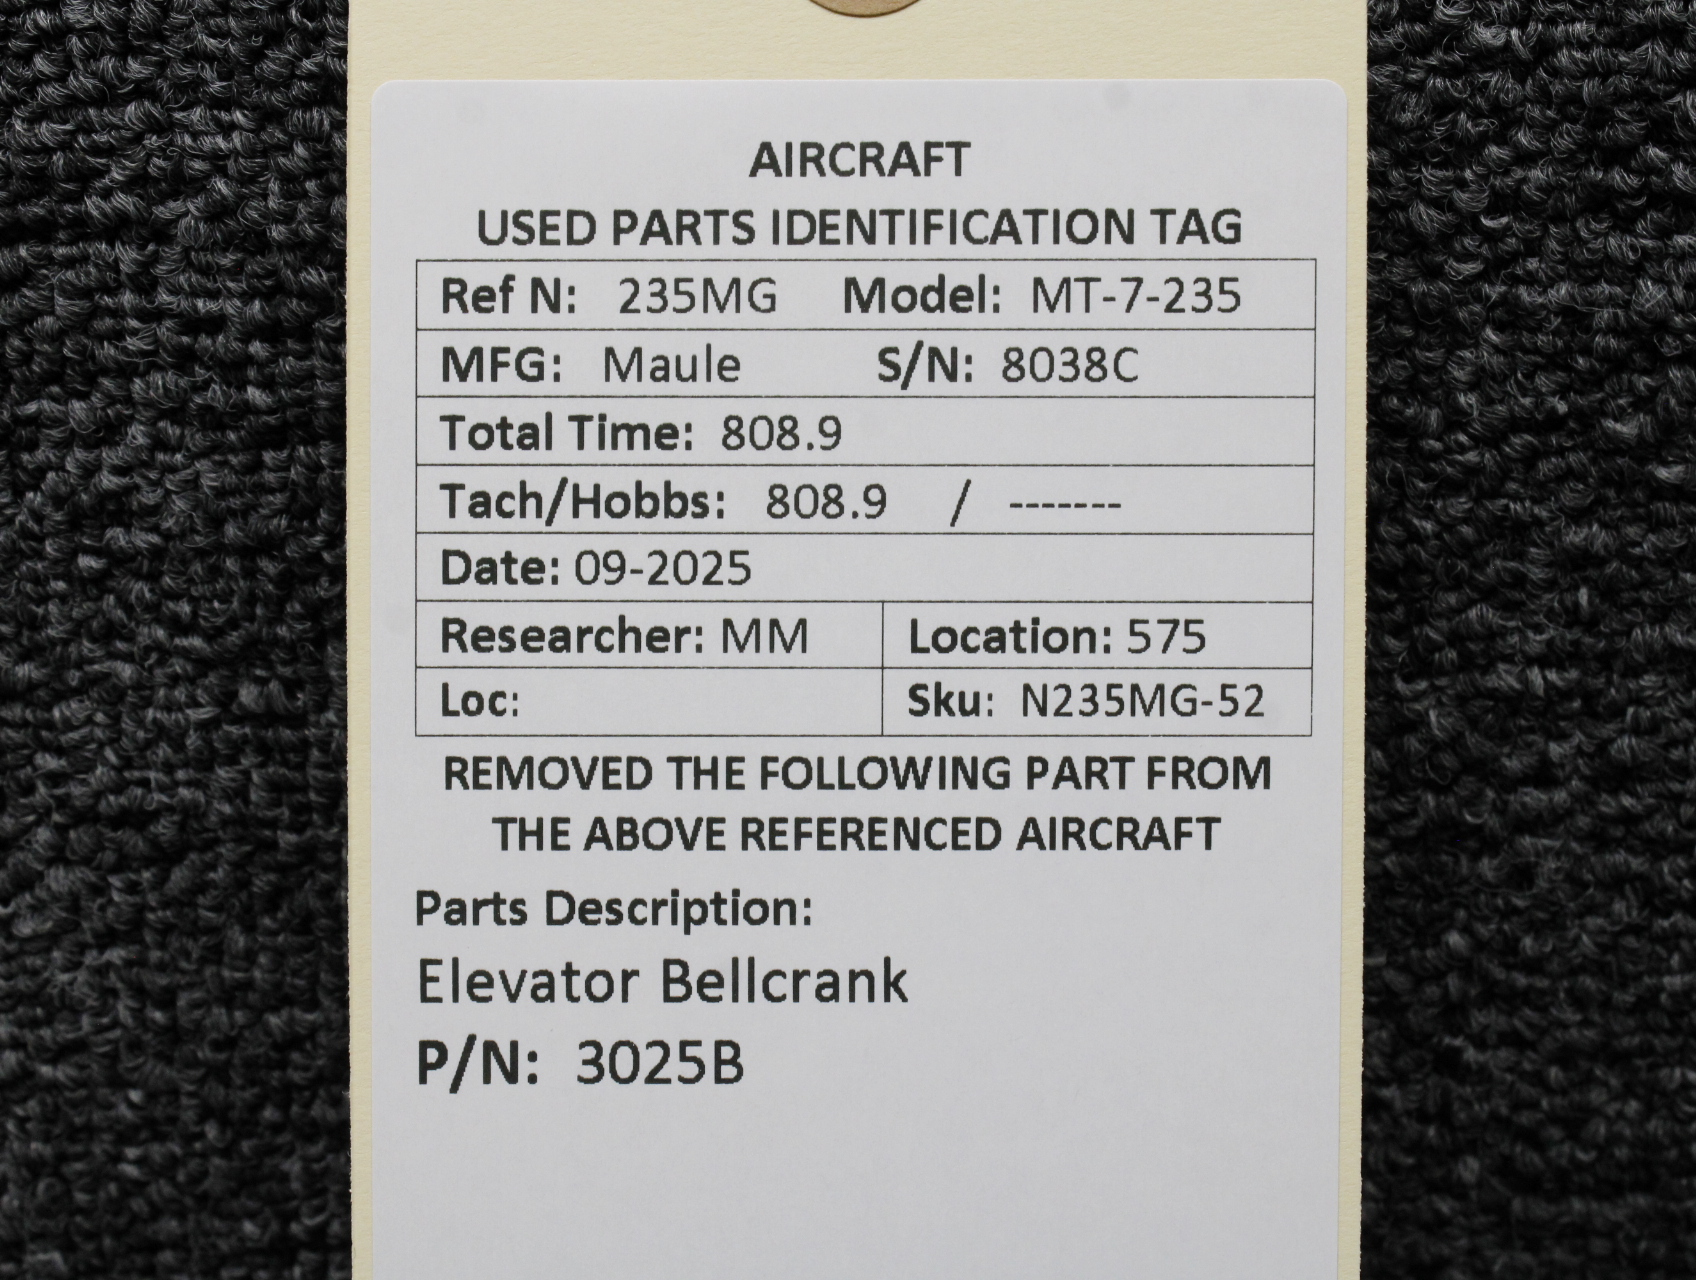 AIRCRAFT
USED PARTS IDENTIFICATION TAG
Ref N: 235MG Model: MT-7-235
MFG: Maule S/N: 8038C
Total Time: 808.9
Tach/Hobbs: 808.9 / -------
Date: 09-2025
Researcher: MM Location: 575
Loc: Sku: N235MG-52
REMOVED THE FOLLOWING PART FROM
THE ABOVE REFERENCED AIRCRAFT
Parts Description:
Elevator Bellcrank
P/N: 3025B